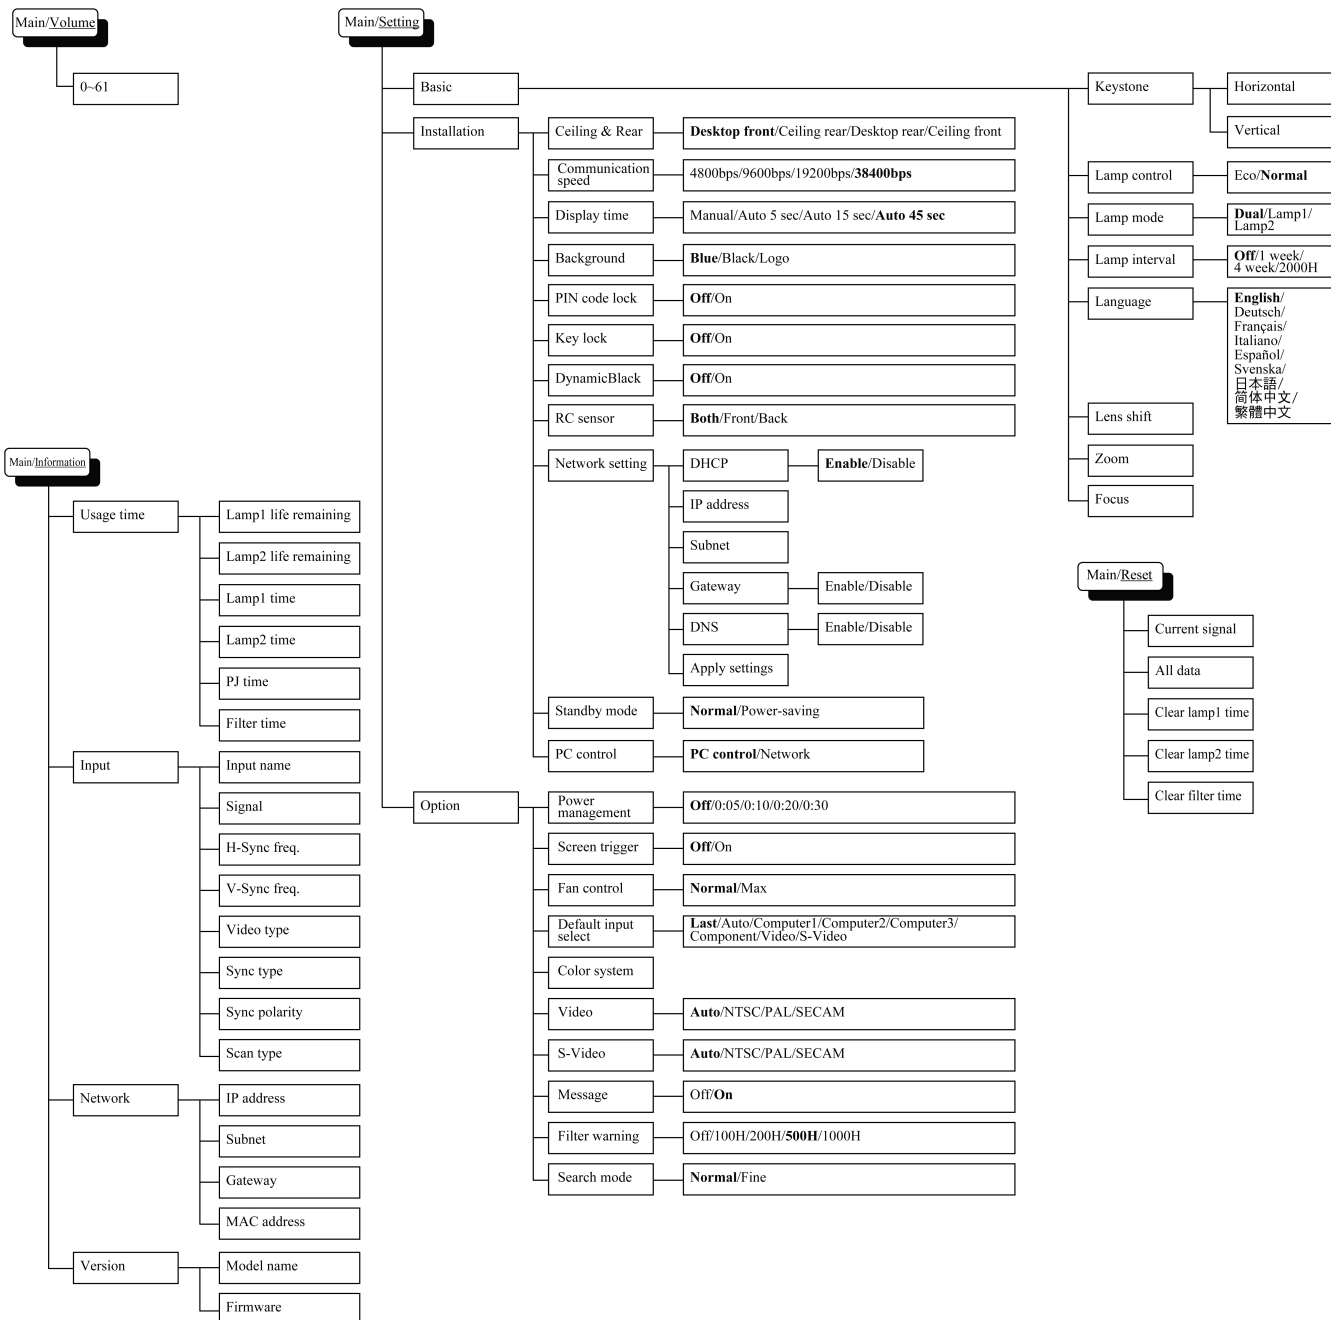 Main/Volume
0~61
Main/Setting
Basic
Keystone
Horizontal
Vertical
Lamp control
Eco/Normal
Lamp mode
Dual/Lamp1/
Lamp2
Lamp interval
Off/1 week/
4 week/2000H
Language
English/
Deutsch/
Français/
Italiano/
Español/
Svenska/
日本語/
简体中文/
繁體中文
Lens shift
Zoom
Focus
Installation
Ceiling & Rear
Desktop front/Ceiling rear/Desktop rear/Ceiling front
Communication
speed
4800bps/9600bps/19200bps/38400bps
Display time
Manual/Auto 5 sec/Auto 15 sec/Auto 45 sec
Background
Blue/Black/Logo
PIN code lock
Off/On
Key lock
Off/On
DynamicBlack
Off/On
RC sensor
Both/Front/Back
Network setting
DHCP
Enable/Disable
IP address
Subnet
Gateway
Enable/Disable
DNS
Enable/Disable
Apply settings
Standby mode
Normal/Power-saving
PC control
PC control/Network
Option
Power
management
Off/0:05/0:10/0:20/0:30
Screen trigger
Off/On
Fan control
Normal/Max
Default input
select
Last/Auto/Computer1/Computer2/Computer3/
Component/Video/S-Video
Color system
Video
Auto/NTSC/PAL/SECAM
S-Video
Auto/NTSC/PAL/SECAM
Message
Off/On
Filter warning
Off/100H/200H/500H/1000H
Search mode
Normal/Fine
Main/Information
Usage time
Lamp1 life remaining
Lamp2 life remaining
Lamp1 time
Lamp2 time
PJ time
Filter time
Input
Input name
Signal
H-Sync freq.
V-Sync freq.
Video type
Sync type
Sync polarity
Scan type
Network
IP address
Subnet
Gateway
MAC address
Version
Model name
Firmware
Main/Reset
Current signal
All data
Clear lamp1 time
Clear lamp2 time
Clear filter time